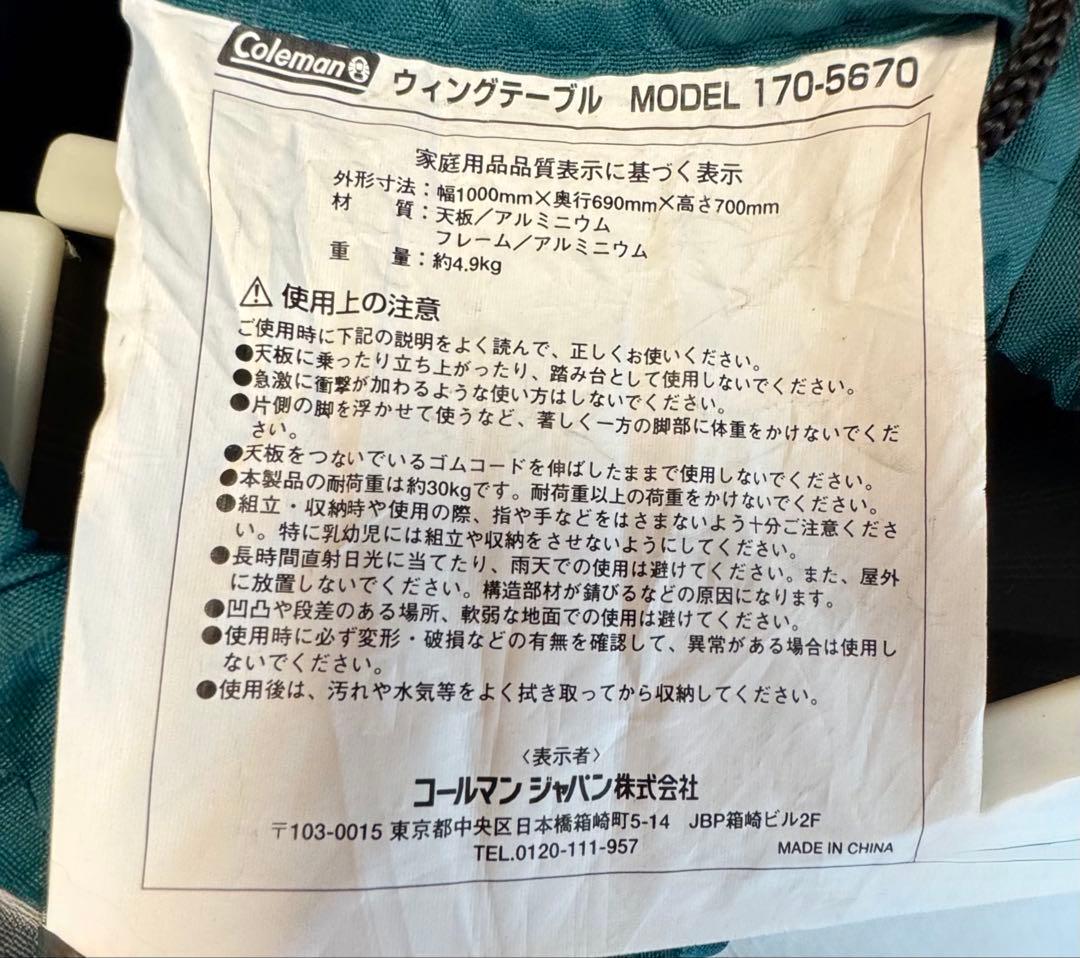 Coleman ウィングテーブル MODEL 170-5670
家庭用品品質表示に基づく表示
外形寸法：幅1000mm×奥行690mm×高さ700mm
材　　質：天板／アルミニウム
フレーム／アルミニウム
重　　量：約4.9kg
⚠ 使用上の注意
ご使用時に下記の説明をよく読んで、正しくお使いください。
●天板に乗ったり立ち上がったり、踏み台として使用しないでください。
●急激に衝撃が加わるような使い方はしないでください。
●片側の脚を浮かせて使うなど、著しく一方の脚部に体重をかけないでくだ
さい。
●天板をつないでいるゴムコードを伸ばしたままで使用しないでください。
●本製品の耐荷重は約30kgです。耐荷重以上の荷重をかけないでください。
●組立・収納時や使用の際、指や手などをはさまないよう十分ご注意くださ
い。特に乳幼児には組立や収納をさせないようにしてください。
●長時間直射日光に当てたり、雨天での使用は避けてください。また、屋外
に放置しないでください。構造部材が錆びるなどの原因になります。
●凹凸や段差のある場所、軟弱な地面での使用は避けてください。
●使用時に必ず変形・破損などの有無を確認して、異常がある場合は使用し
ないでください。
●使用後は、汚れや水気等をよく拭き取ってから収納してください。
〈表示者〉
コールマン ジャパン株式会社
〒103-0015 東京都中央区日本橋箱崎町5-14 JBP箱崎ビル2F
TEL.0120-111-957
MADE IN CHINA